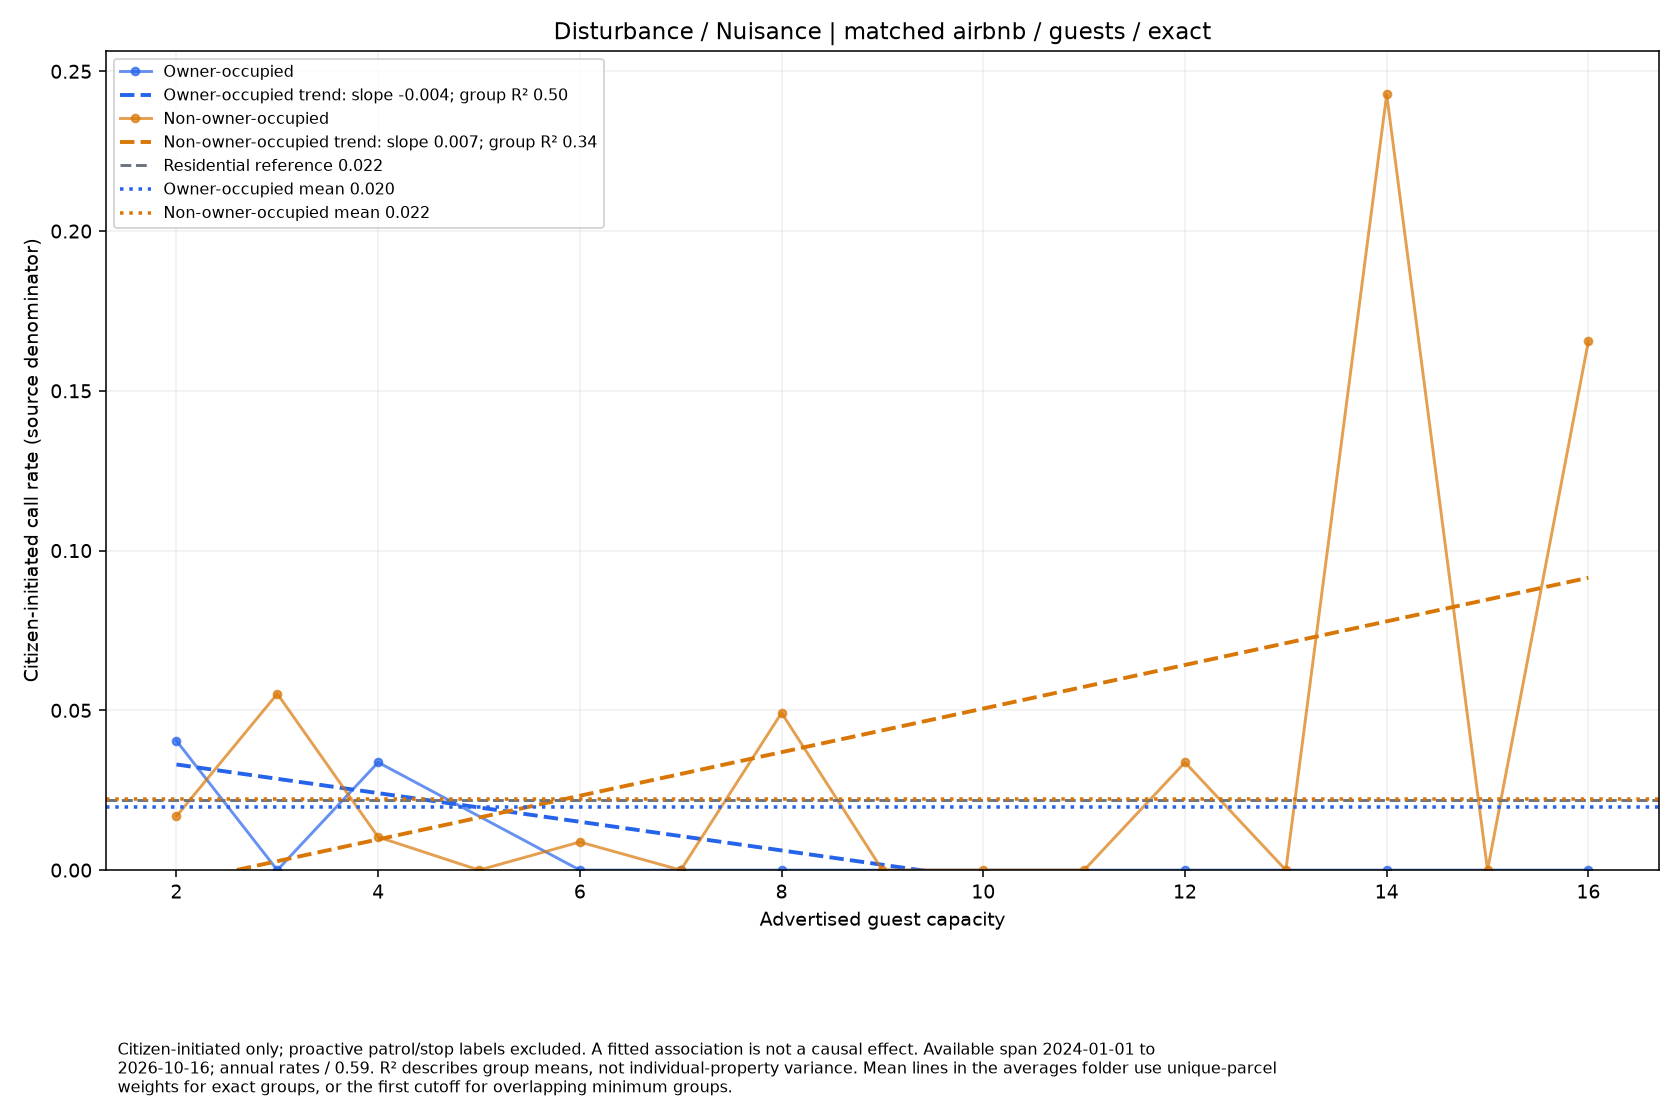 Disturbance / Nuisance | matched airbnb / guests / exact
Owner-occupied
Owner-occupied trend: slope -0.004; group R² 0.50
Non-owner-occupied
Non-owner-occupied trend: slope 0.007; group R² 0.34
Residential reference 0.022
Owner-occupied mean 0.020
Non-owner-occupied mean 0.022
Citizen-initiated call rate (source denominator)
0.25
0.20
0.15
0.10
0.05
0.00
2 4 6 8 10 12 14 16
Advertised guest capacity
Citizen-initiated only; proactive patrol/stop labels excluded. A fitted association is not a causal effect. Available span 2024-01-01 to
2026-10-16; annual rates / 0.59. R² describes group means, not individual-property variance. Mean lines in the averages folder use unique-parcel
weights for exact groups, or the first cutoff for overlapping minimum groups.